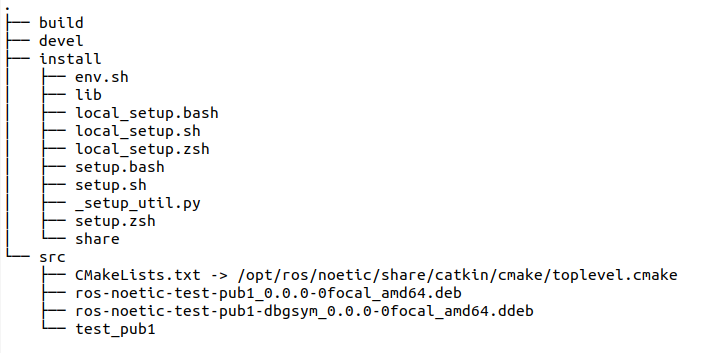 .
├── build
├── devel
├── install
│   ├── env.sh
│   ├── lib
│   ├── local_setup.bash
│   ├── local_setup.sh
│   ├── local_setup.zsh
│   ├── setup.bash
│   ├── setup.sh
│   ├── _setup_util.py
│   ├── setup.zsh
│   └── share
└── src
    ├── CMakeLists.txt -> /opt/ros/noetic/share/catkin/cmake/toplevel.cmake
    ├── ros-noetic-test-pub1_0.0.0-0focal_amd64.deb
    ├── ros-noetic-test-pub1-dbgsym_0.0.0-0focal_amd64.ddeb
    └── test_pub1